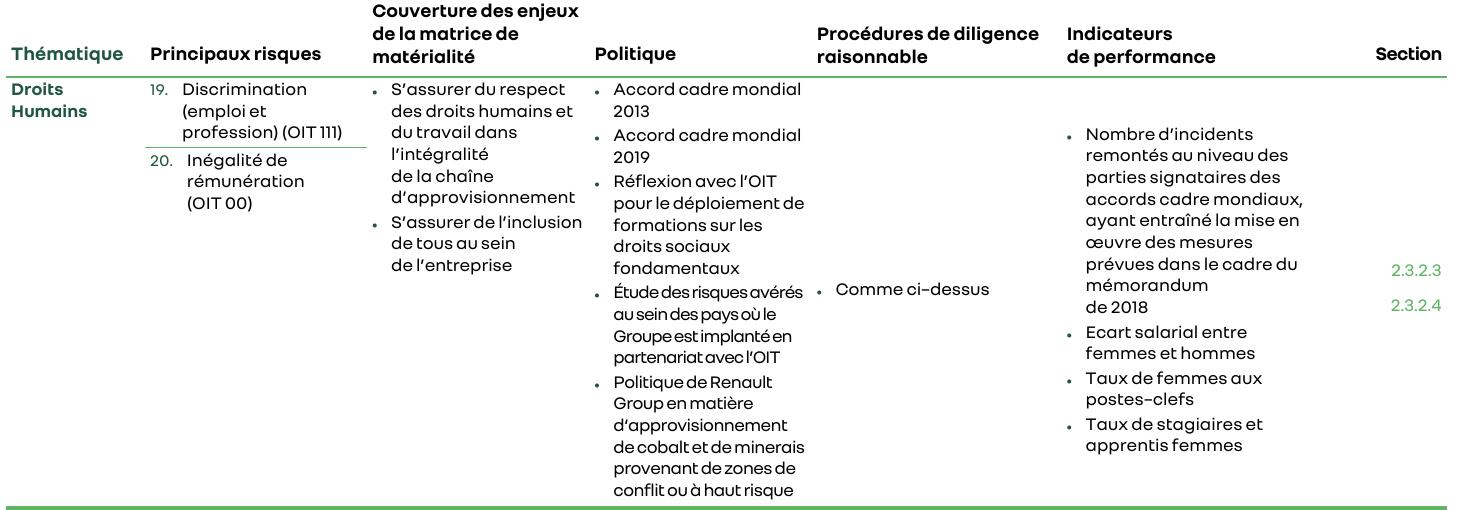 Thématique
Principaux risques
Couverture des enjeux
de la matrice de
matérialité
Politique
Procédures de diligence
raisonnable
Indicateurs
de performance
Section
Droits
Humains
19. Discrimination
(emploi et
profession) (OIT 111)
20. Inégalité de
rémunération
(OIT 00)
• S'assurer du respect
des droits humains et
du travail dans
l'intégralité
de la chaîne
d'approvisionnement
• S'assurer de l'inclusion
de tous au sein
de l'entreprise
• Accord cadre mondial
2013
• Accord cadre mondial
2019
• Réflexion avec l'OIT
pour le déploiement de
formations sur les
droits sociaux
fondamentaux
• Étude des risques avérés
au sein des pays où le
Groupe est implanté en
partenariat avec l'OIT
• Politique de Renault
Group en matière
d'approvisionnement
de cobalt et de minerais
provenant de zones de
conflit ou à haut risque
• Comme ci-dessus
• Nombre d'incidents
remontés au niveau des
parties signataires des
accords cadre mondiaux,
ayant entraîné la mise en
œuvre des mesures
prévues dans le cadre du
mémorandum
de 2018
• Ecart salarial entre
femmes et hommes
• Taux de femmes aux
postes-clefs
• Taux de stagiaires et
apprentis femmes
2.3.2.3
2.3.2.4